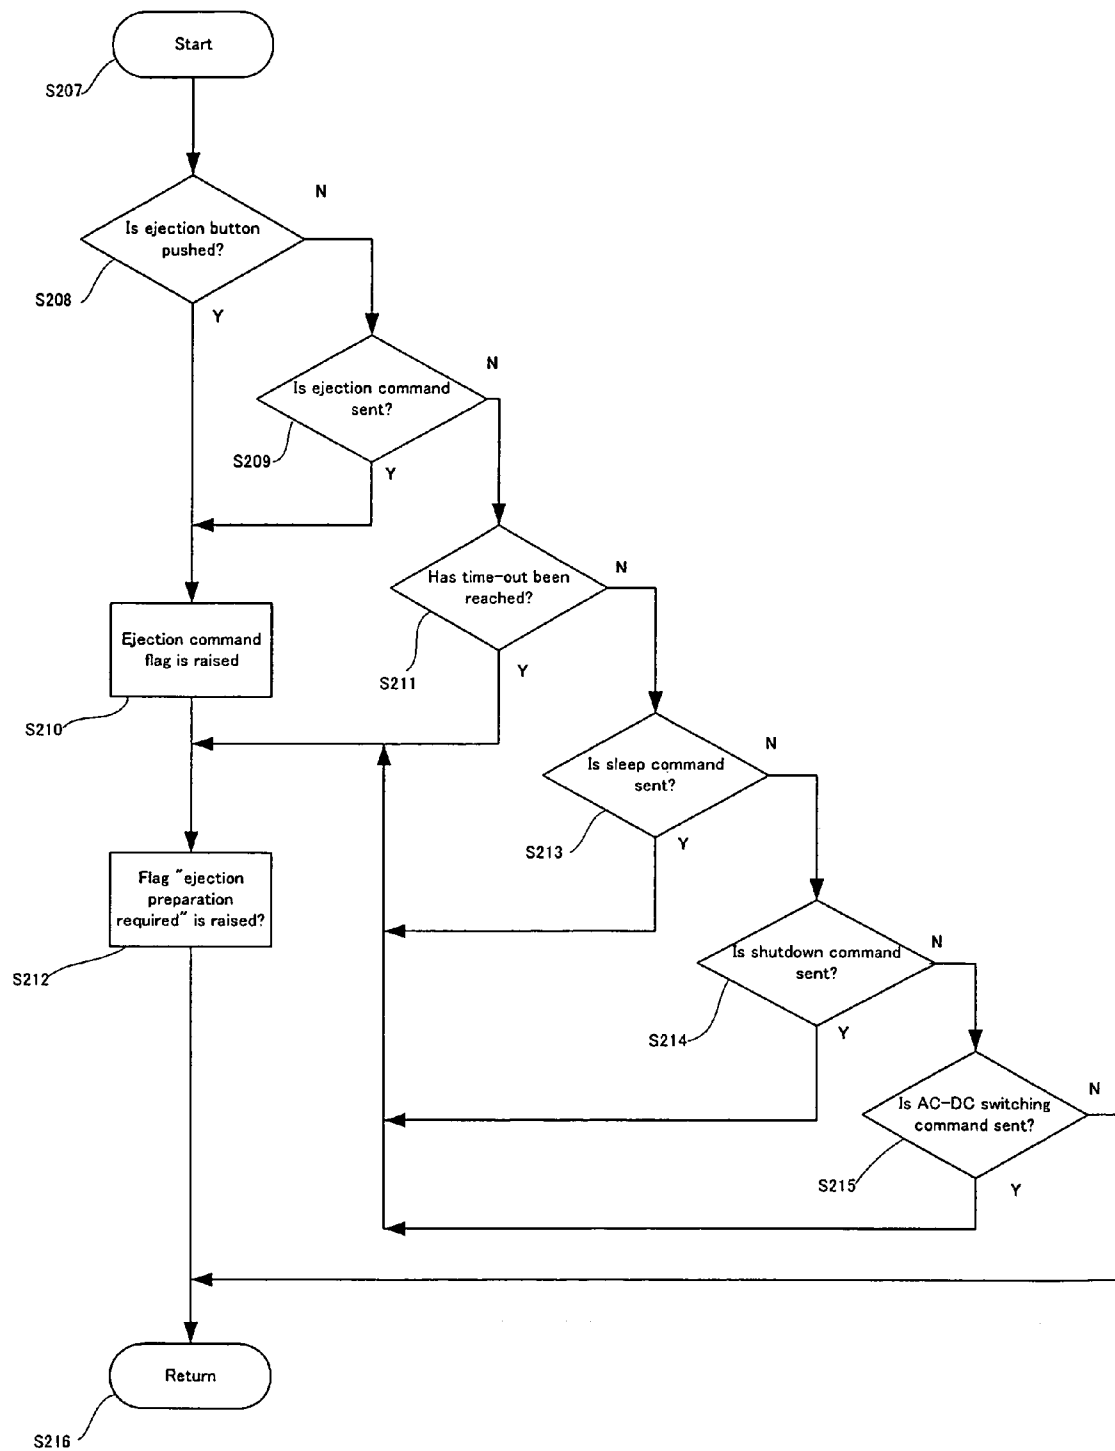 Start
S207
N
Is ejection button
pushed?
S208
Y
N
Is ejection command
sent?
S209
Y
Has time-out been
reached?
N
Ejection command
flag is raised
S211
Y
S210
N
Is sleep command
sent?
S213
Y
Flag "ejection
preparation
required" is raised?
S212
N
Is shutdown command
sent?
S214
Y
N
Is AC-DC switching
command sent?
S215
Y
Return
S216